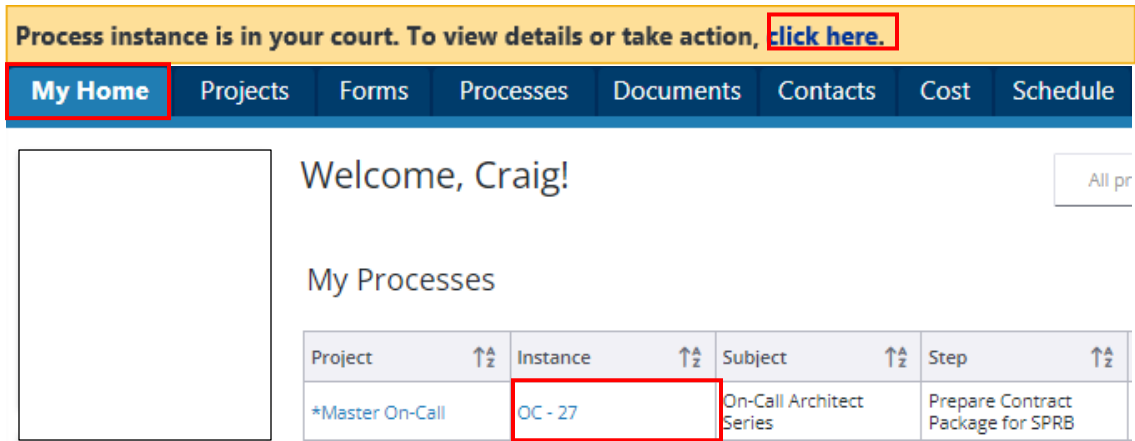 Process instance is in your court. To view details or take action, click here.
My Home Projects Forms Processes Documents Contacts Cost Schedule
Welcome, Craig!
All pr
My Processes
Project Instance Subject Step
*Master On-Call OC - 27 On-Call Architect Prepare Contract
Series Package for SPRB